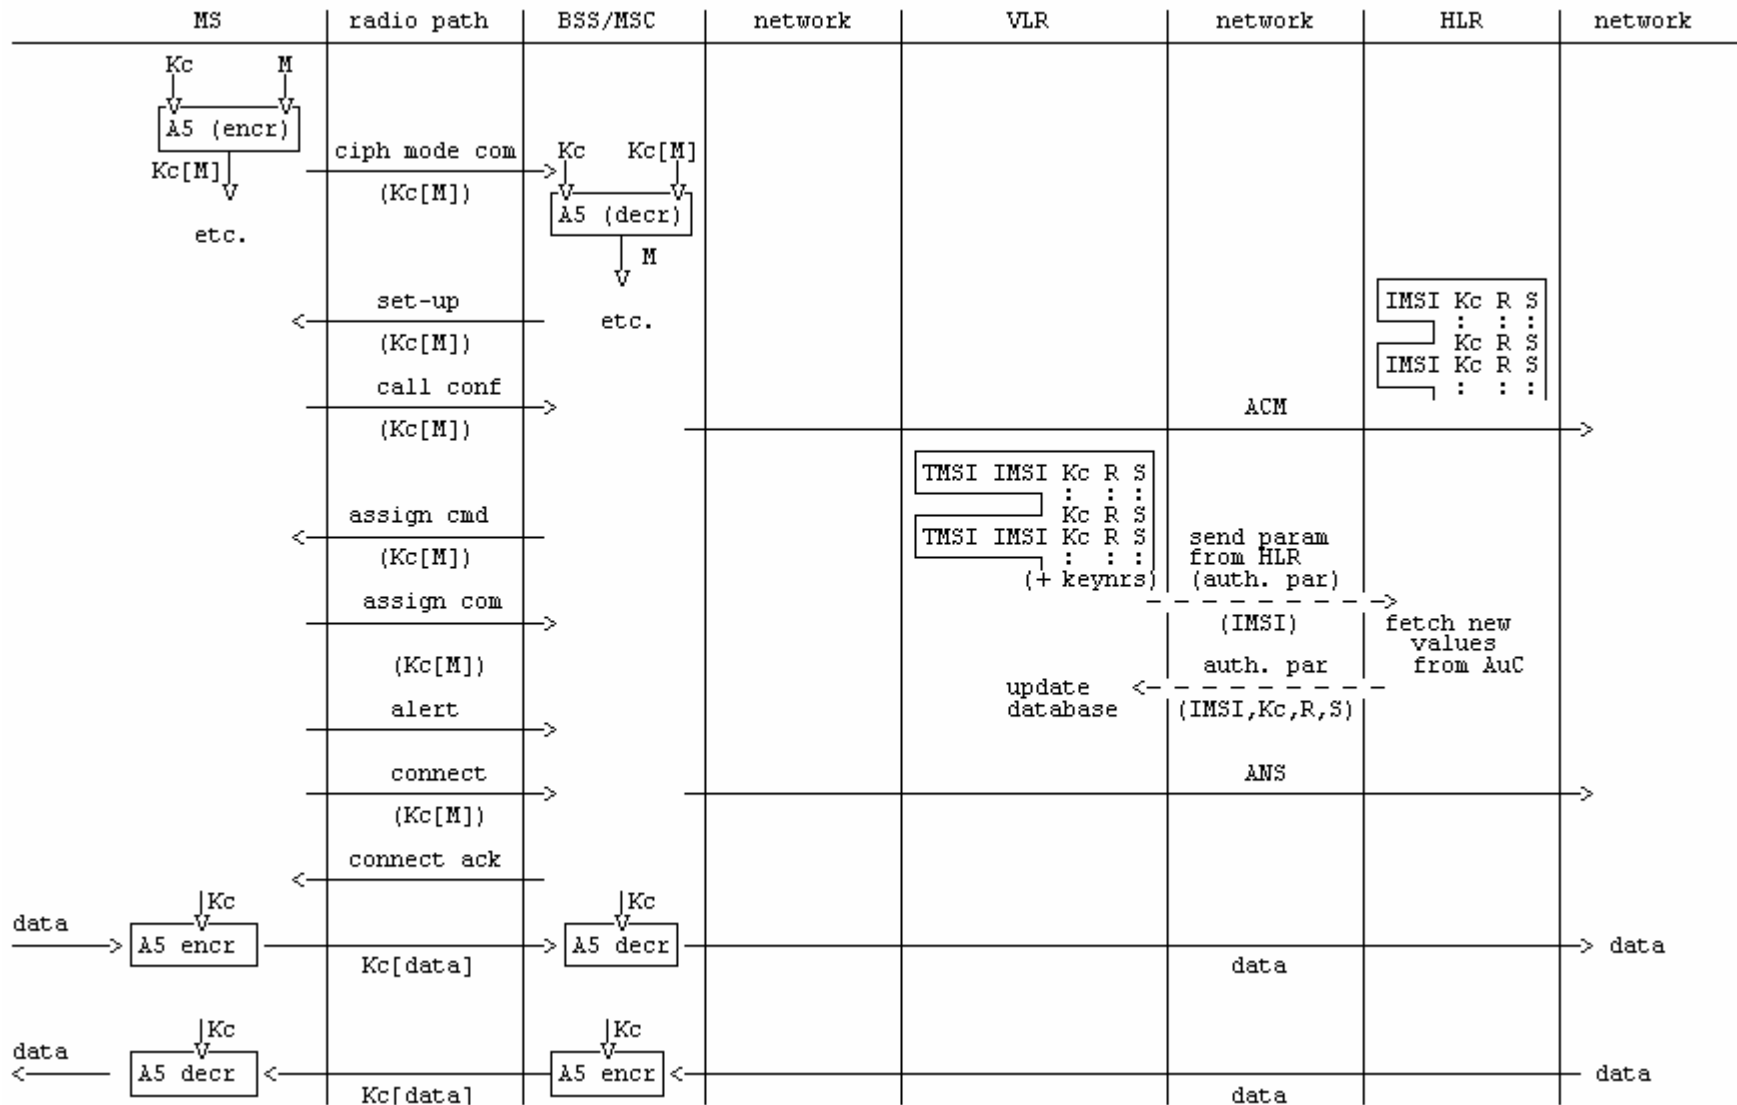 MS radio path BSS/MSC network VLR network HLR network
Kc M
A5 (encr)
Kc[M] ciph mode com Kc Kc[M]
(Kc[M])
A5 (decr)
etc.
M
set-up IMSI Kc R S
etc. : : :
(Kc[M]) Kc R S
IMSI Kc R S
call conf : : :
ACM
(Kc[M])
TMSI IMSI Kc R S
: : :
assign cmd Kc R S
TMSI IMSI Kc R S send param
(Kc[M]) : : : from HLR
(+ keynrs) (auth. par)
assign com
(IMSI) fetch new
values
(Kc[M]) auth. par from AuC
update
alert database (IMSI,Kc,R,S)
connect ANS
(Kc[M])
connect ack
Kc Kc
data
A5 encr A5 decr data
Kc[data] data
Kc Kc
data
A5 decr A5 encr data
Kc[data] data